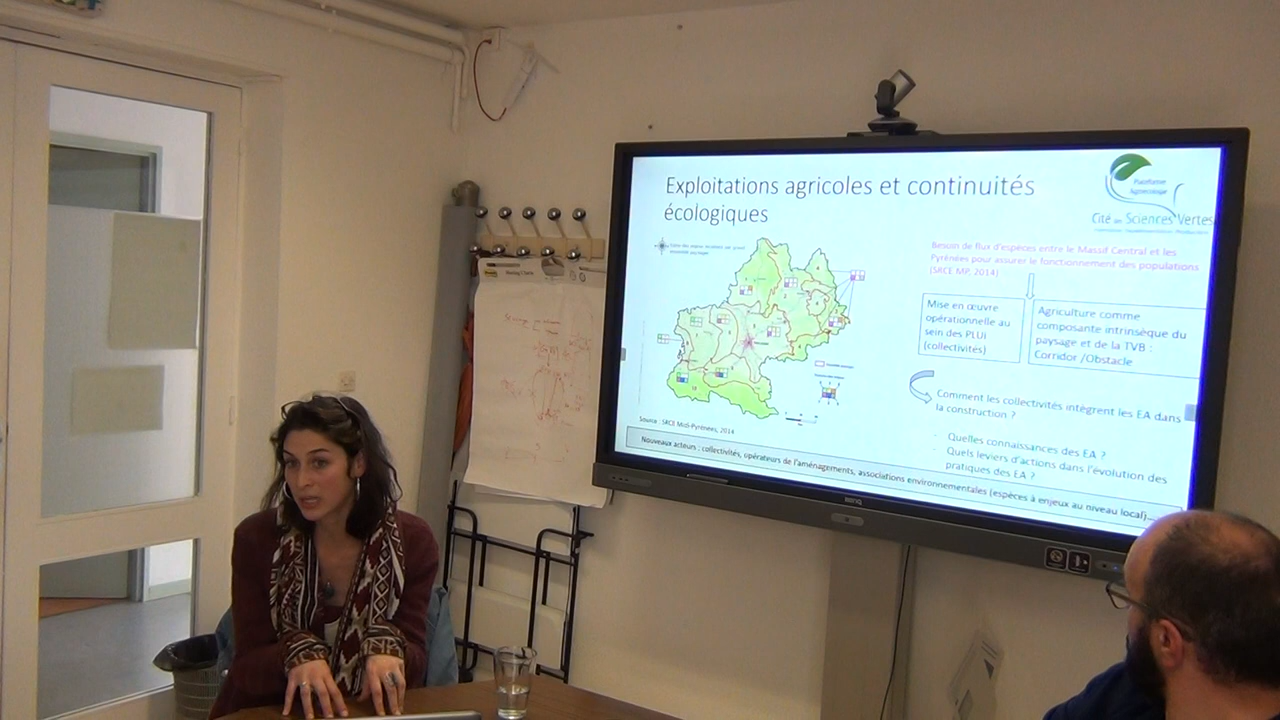 Exploitations agricoles et continuités
écologiques
Plateforme
Agroécologie
Cité des Sciences Vertes
Besoin de flux d'espèces entre le Massif Central et les
Pyrénées pour assurer le fonctionnement des populations
(SRCE MP, 2014)
Mise en œuvre
opérationnelle au
sein des PLUi
(collectivités)
Agriculture comme
composante intrinsèque du
paysage et de la TVB :
Corridor /Obstacle
Comment les collectivités intègrent les EA dans
la construction ?
- Quelles connaissances des EA ?
- Quels leviers d'actions dans l'évolution des
pratiques des EA ?
Source : SRCE Midi-Pyrénées, 2014
Nouveaux acteurs : collectivités, opérateurs de l'aménagements, associations environnementales (espèces à enjeux au niveau local)...
BenQ